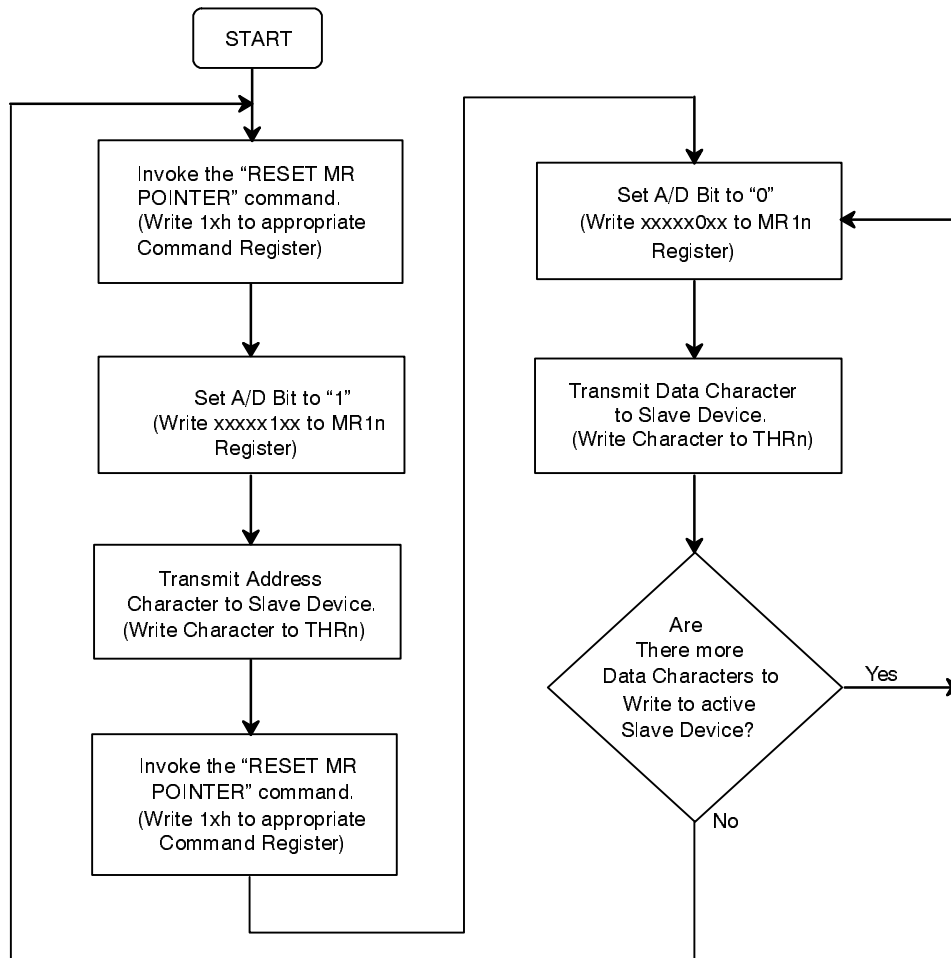 START
Invoke the “RESET MR
POINTER” command.
(Write 1xh to appropriate
Command Register)
Set A/D Bit to “1”
(Write xxxxx1xx to MR1n
Register)
Transmit Address
Character to Slave Device.
(Write Character to THRn)
Invoke the “RESET MR
POINTER” command.
(Write 1xh to appropriate
Command Register)
Set A/D Bit to “0”
(Write xxxxx0xx to MR1n
Register)
Transmit Data Character
to Slave Device.
(Write Character to THRn)
Are
There more
Data Characters to
Write to active
Slave Device?
Yes
No